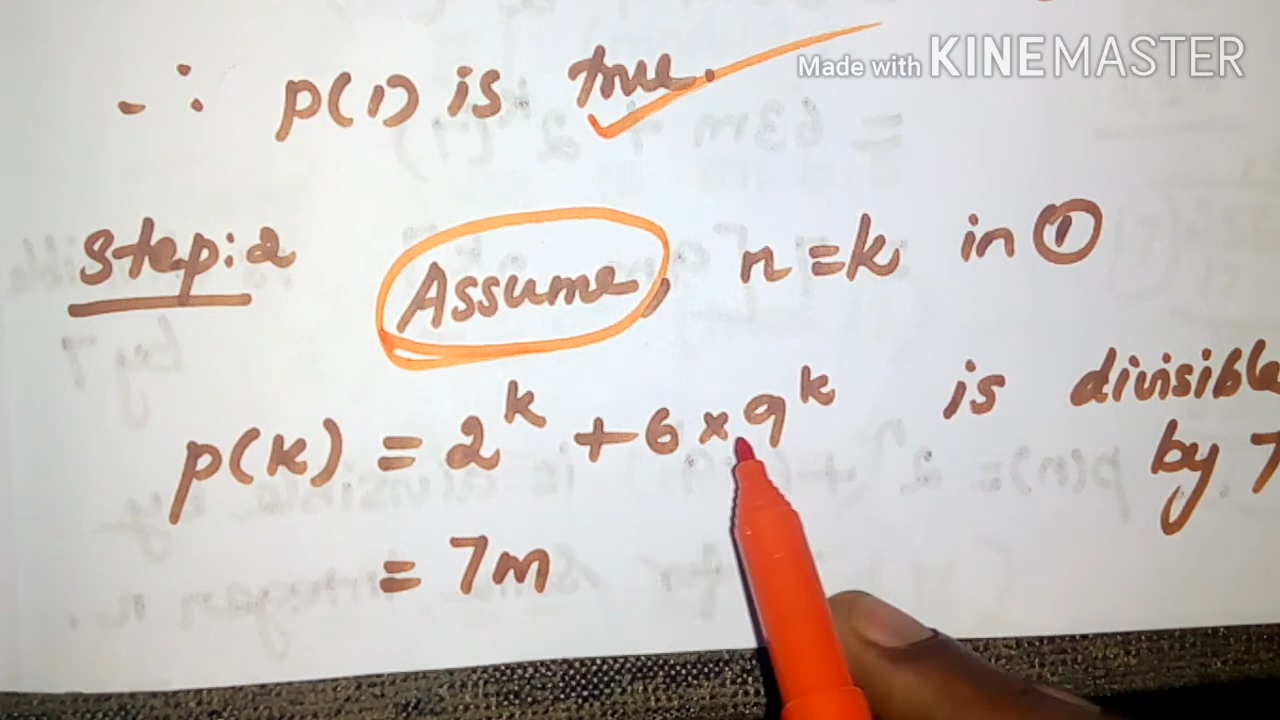 Made with KINEMASTER
∴ p(1) is true.
Step:2 Assume, n=k in ①
p(k) = 2^k + 6 × 9^k is divisible
by 7
= 7m